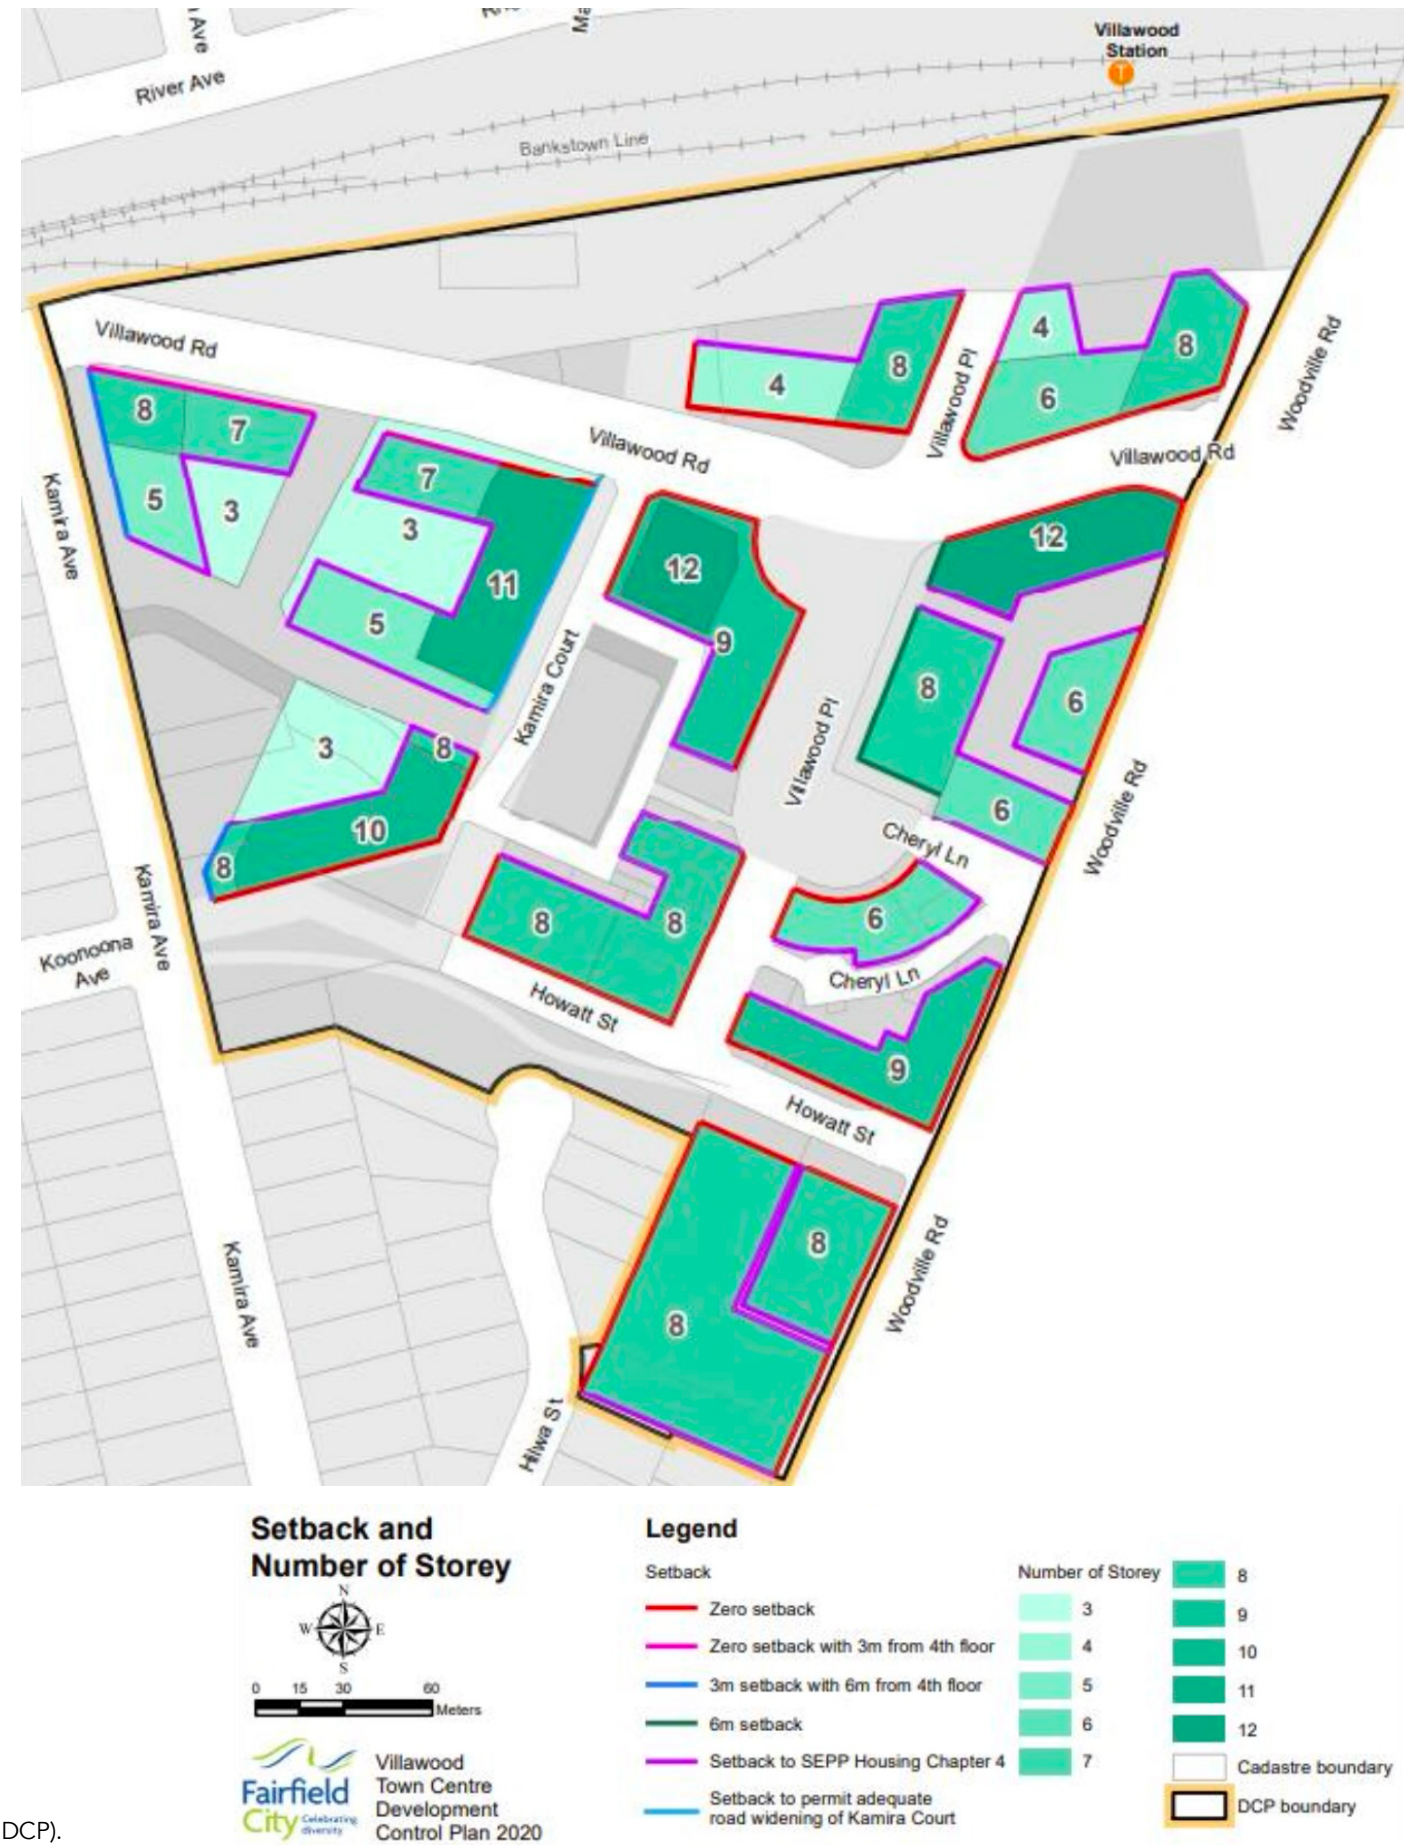 Villawood
Station
River Ave
Ave
Bankstown Line
Villawood Rd
4
8
Villawood Pl
4
6
8
Woodville Rd
Villawood Rd
8
7
5
3
Kamira Ave
7
3
11
5
Villawood Rd
12
9
12
8
6
6
Kamira Court
Villawood Pl
Woodville Rd
3
8
10
8
Cheryl Ln
Kamira Ave
Koonoona
Ave
8
8
6
Cheryl Ln
Howatt St
9
Howatt St
8
8
Woodville Rd
Kamira Ave
Hilwa St
Setback and
Number of Storey
N
W E
S
0 15 30 60
Meters
Fairfield
City Celebrating
diversity
Villawood
Town Centre
Development
Control Plan 2020
Legend
Setback
Zero setback
Zero setback with 3m from 4th floor
3m setback with 6m from 4th floor
6m setback
Setback to SEPP Housing Chapter 4
Setback to permit adequate
road widening of Kamira Court
Number of Storey
3
4
5
6
7
8
9
10
11
12
Cadastre boundary
DCP boundary
DCP).